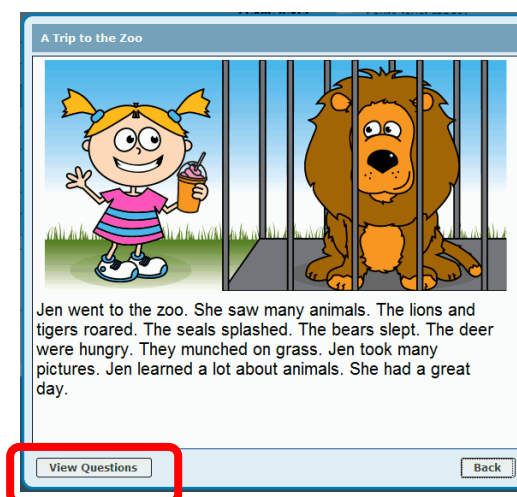 A Trip to the Zoo
Jen went to the zoo. She saw many animals. The lions and
tigers roared. The seals splashed. The bears slept. The deer
were hungry. They munched on grass. Jen took many
pictures. Jen learned a lot about animals. She had a great
day.
View Questions
Back